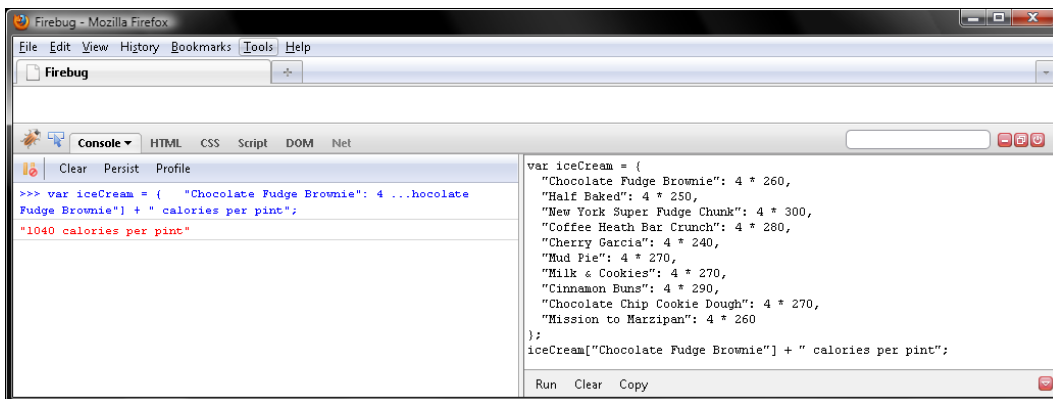 Firebug - Mozilla Firefox
File Edit View History Bookmarks Tools Help
Firebug
Console HTML CSS Script DOM Net
Clear Persist Profile
>>> var iceCream = {   "Chocolate Fudge Brownie": 4 ...hocolate
Fudge Brownie"] + " calories per pint";
"1040 calories per pint"
var iceCream = {
  "Chocolate Fudge Brownie": 4 * 260,
  "Half Baked": 4 * 250,
  "New York Super Fudge Chunk": 4 * 300,
  "Coffee Heath Bar Crunch": 4 * 280,
  "Cherry Garcia": 4 * 240,
  "Mud Pie": 4 * 270,
  "Milk & Cookies": 4 * 270,
  "Cinnamon Buns": 4 * 290,
  "Chocolate Chip Cookie Dough": 4 * 270,
  "Mission to Marzipan": 4 * 260
};
iceCream["Chocolate Fudge Brownie"] + " calories per pint";
Run Clear Copy